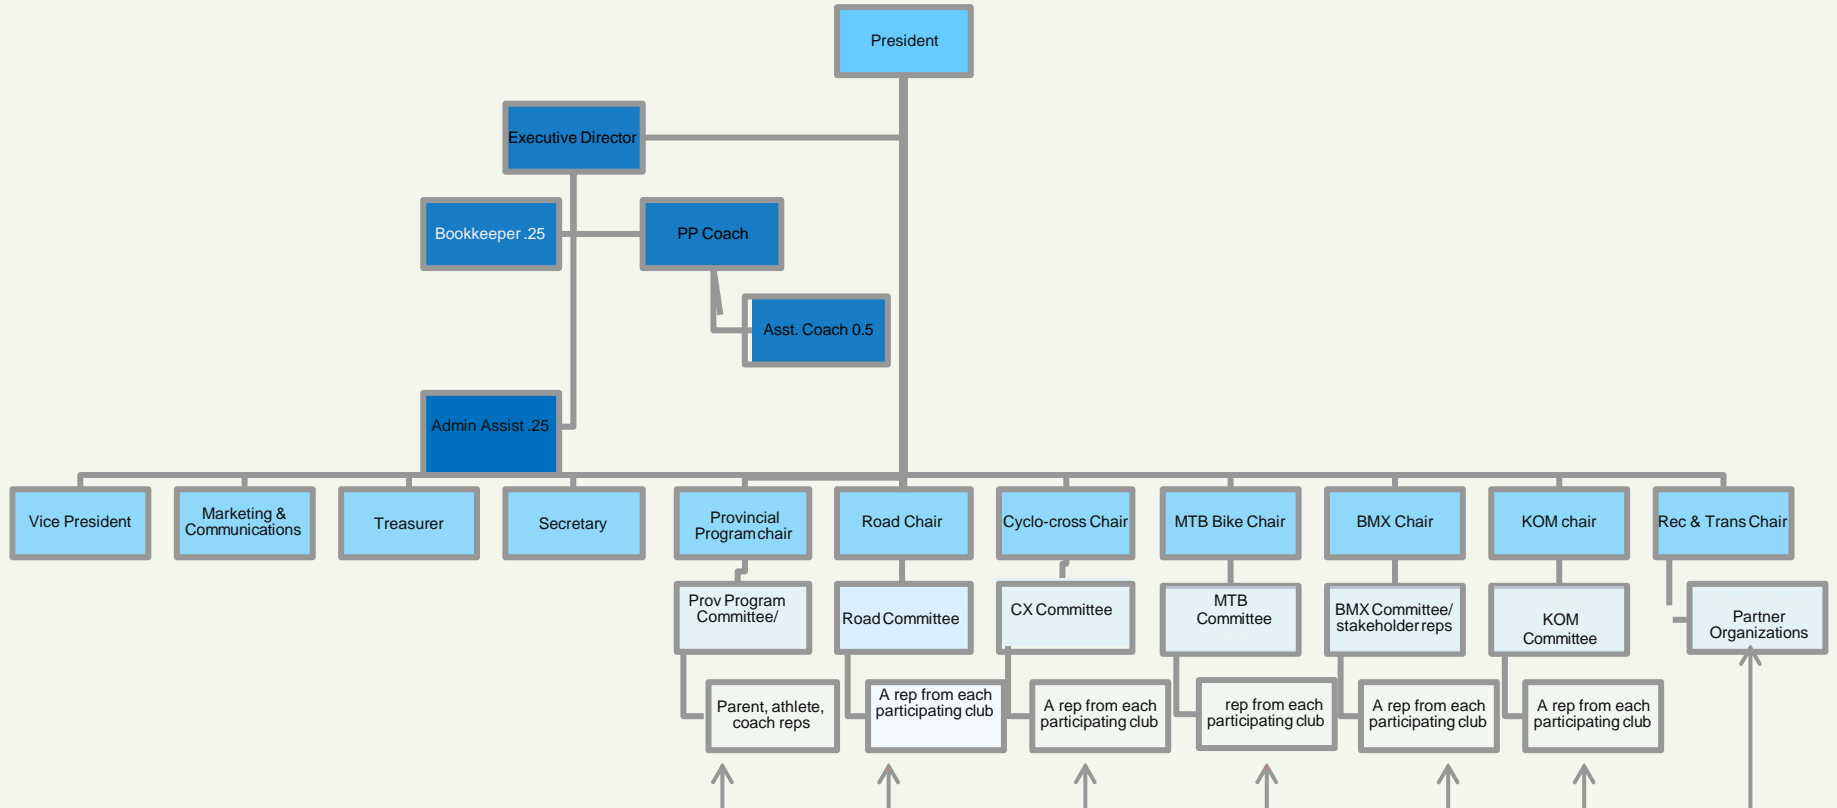 President
Executive Director
Bookkeeper .25
PP Coach
Asst. Coach 0.5
Admin Assist .25
Vice President
Marketing &
Communications
Treasurer
Secretary
Provincial
Program chair
Road Chair
Cyclo-cross Chair
MTB Bike Chair
BMX Chair
KOM chair
Rec & Trans Chair
Prov Program
Committee/
Road Committee
CX Committee
MTB
Committee
BMX Committee/
stakeholder reps
KOM
Committee
Partner
Organizations
Parent, athlete,
coach reps
A rep from each
participating club
A rep from each
participating club
rep from each
participating club
A rep from each
participating club
A rep from each
participating club